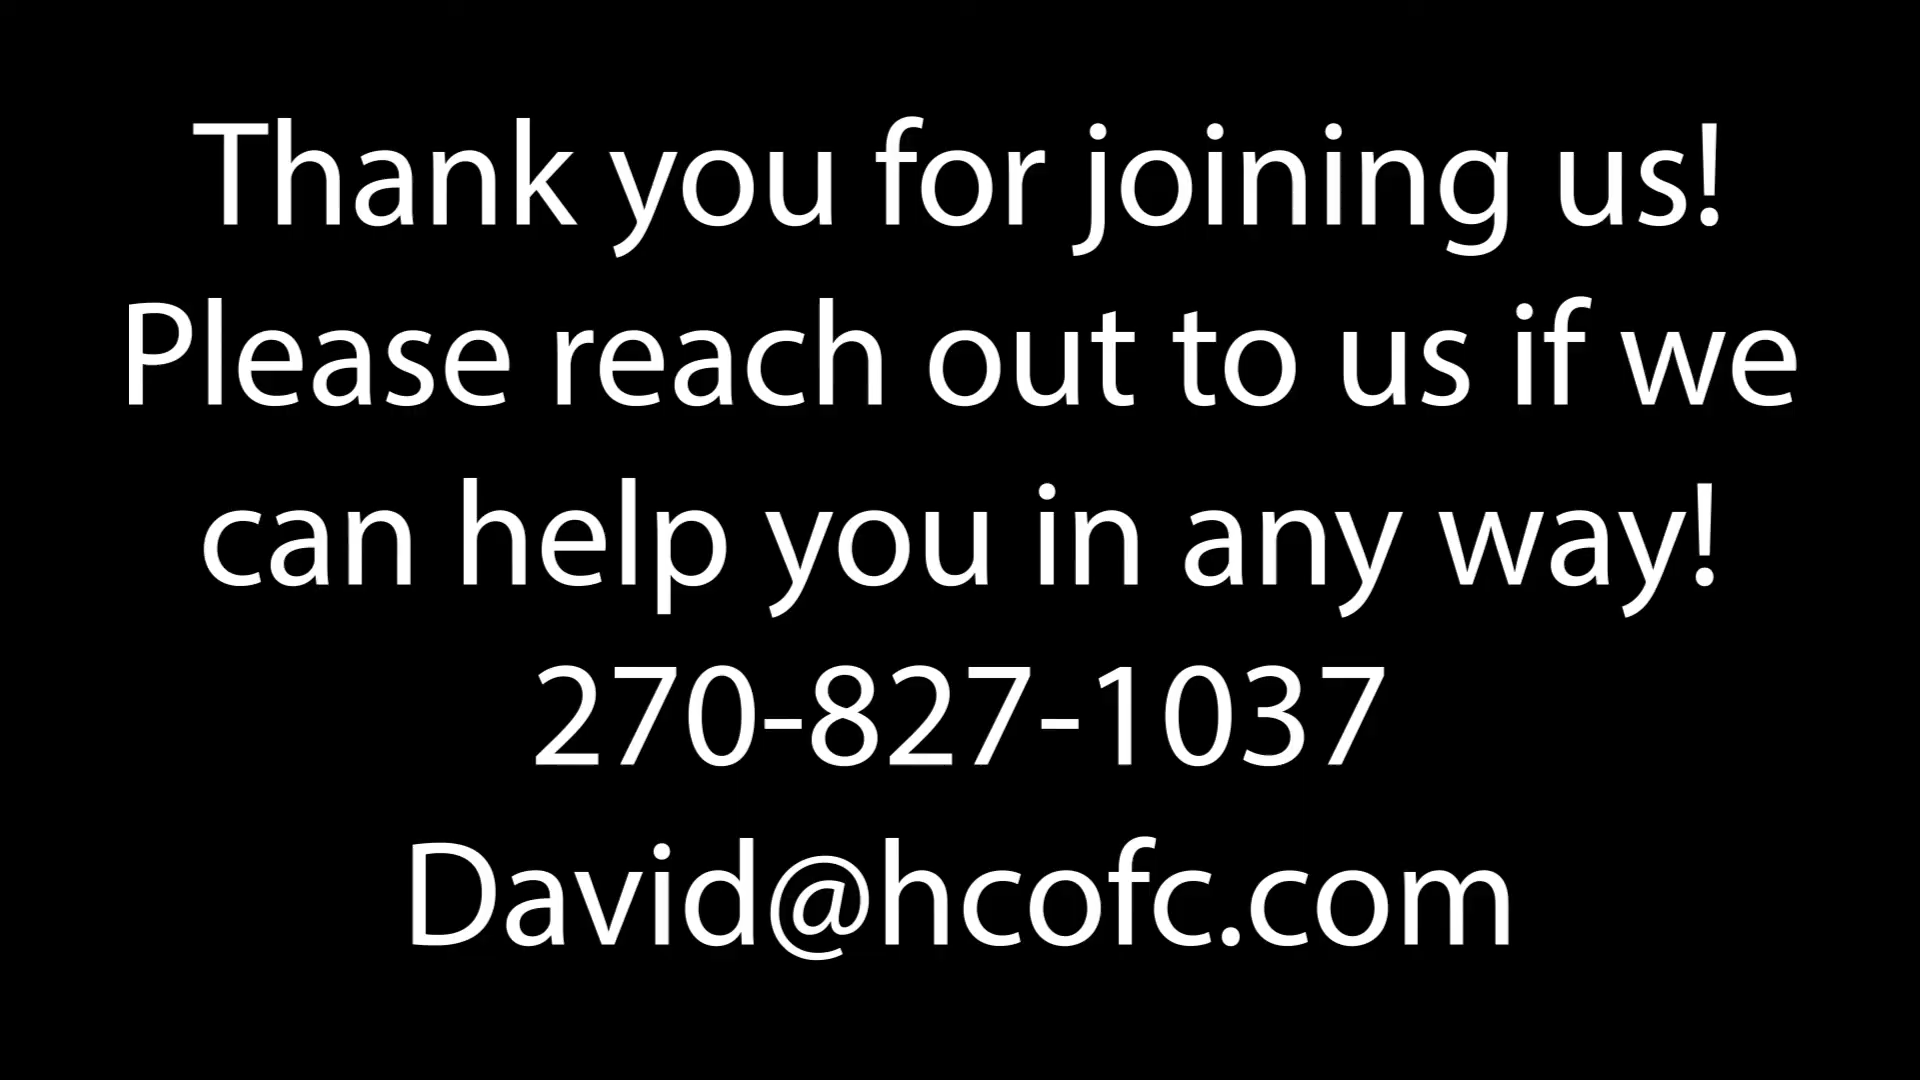 Thank you for joining us!
Please reach out to us if we
can help you in any way!
270-827-1037
David@hcofc.com